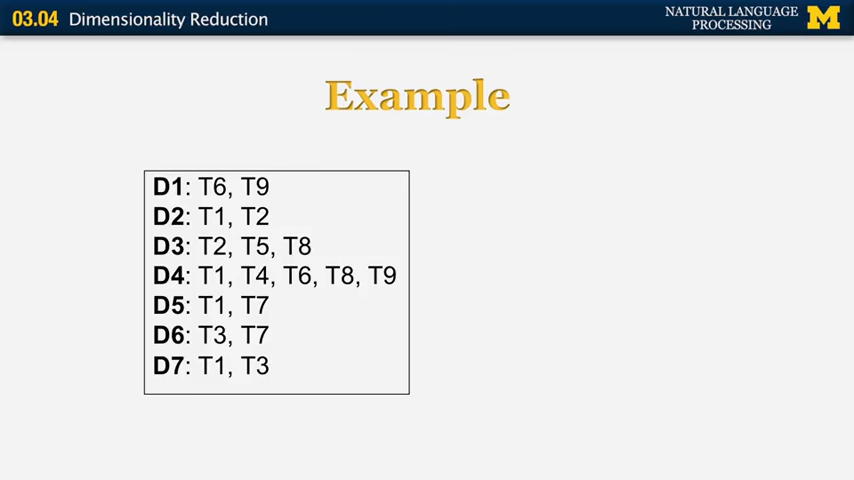 03.04 Dimensionality Reduction
NATURAL LANGUAGE
PROCESSING
M
Example
D1: T6, T9
D2: T1, T2
D3: T2, T5, T8
D4: T1, T4, T6, T8, T9
D5: T1, T7
D6: T3, T7
D7: T1, T3